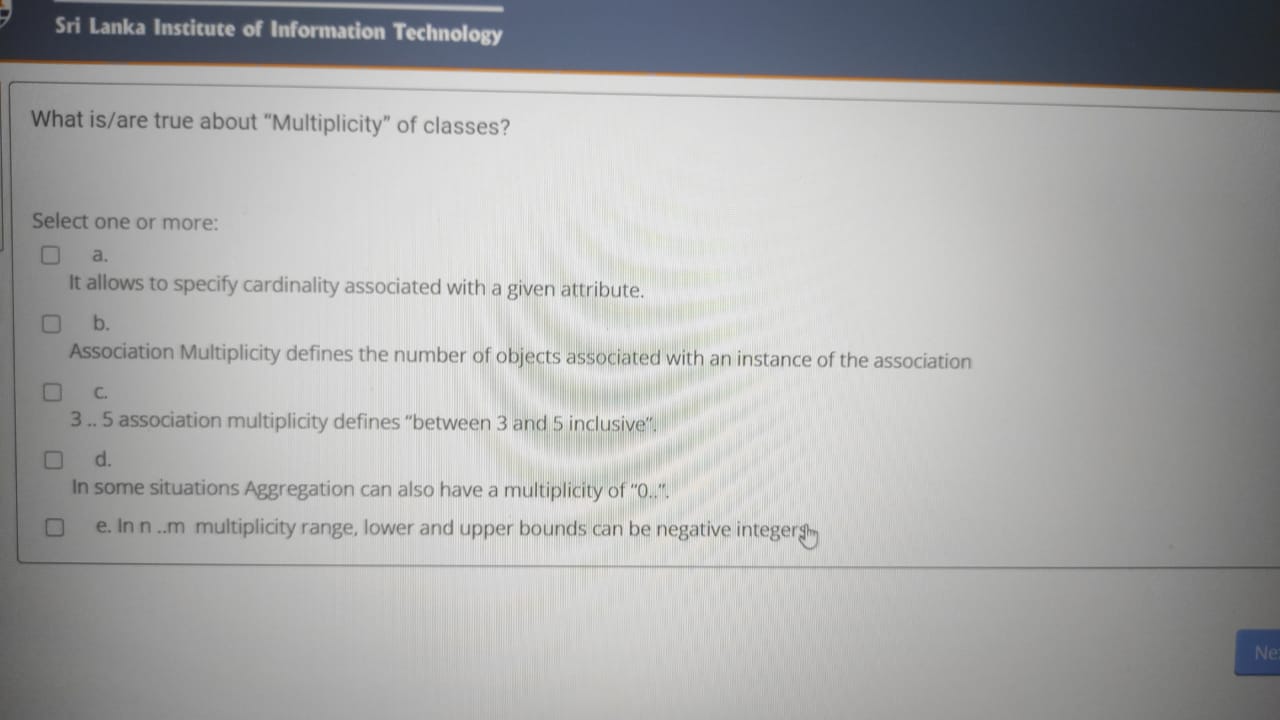 Sri Lanka Institute of Information Technology
What is/are true about "Multiplicity" of classes?
Select one or more:
a.
It allows to specify cardinality associated with a given attribute.
b.
Association Multiplicity defines the number of objects associated with an instance of the association
c.
3 .. 5 association multiplicity defines "between 3 and 5 inclusive".
d.
In some situations Aggregation can also have a multiplicity of "0..".
e. In n ..m multiplicity range, lower and upper bounds can be negative integers